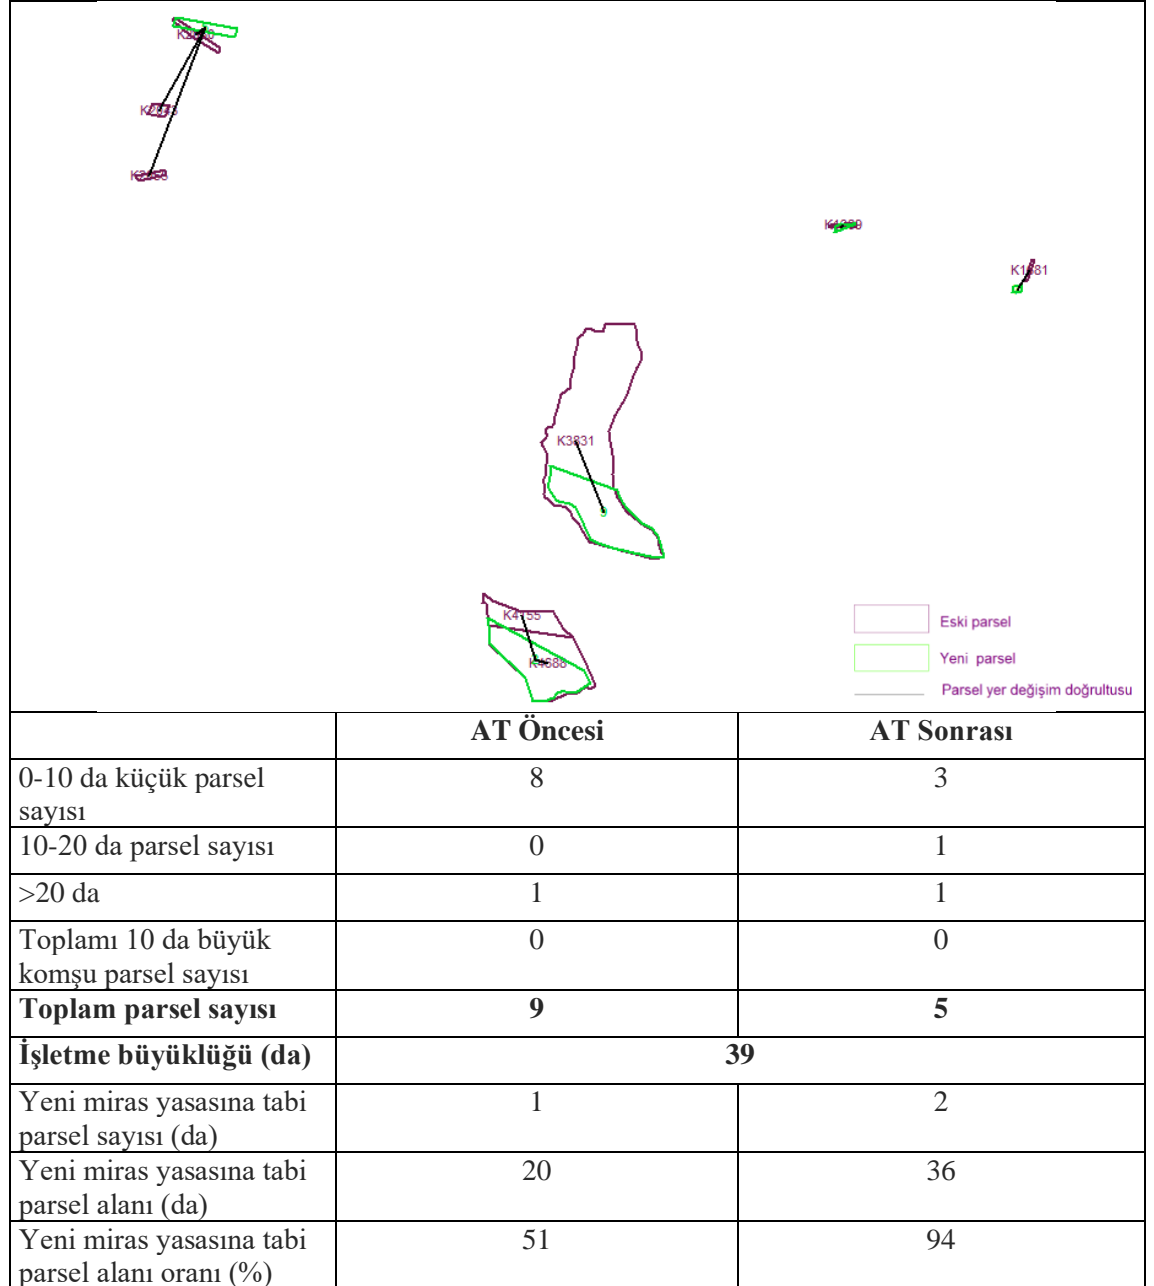 K1881
K3831
K4155
K4388
Eski parsel
Yeni parsel
Parsel yer değişim doğrultusu
AT Öncesi AT Sonrası
0-10 da küçük parsel
sayısı
8 3
10-20 da parsel sayısı 0 1
>20 da 1 1
Toplamı 10 da büyük
komşu parsel sayısı
0 0
Toplam parsel sayısı 9 5
İşletme büyüklüğü (da) 39
Yeni miras yasasına tabi
parsel sayısı (da)
1 2
Yeni miras yasasına tabi
parsel alanı (da)
20 36
Yeni miras yasasına tabi
parsel alanı oranı (%)
51 94